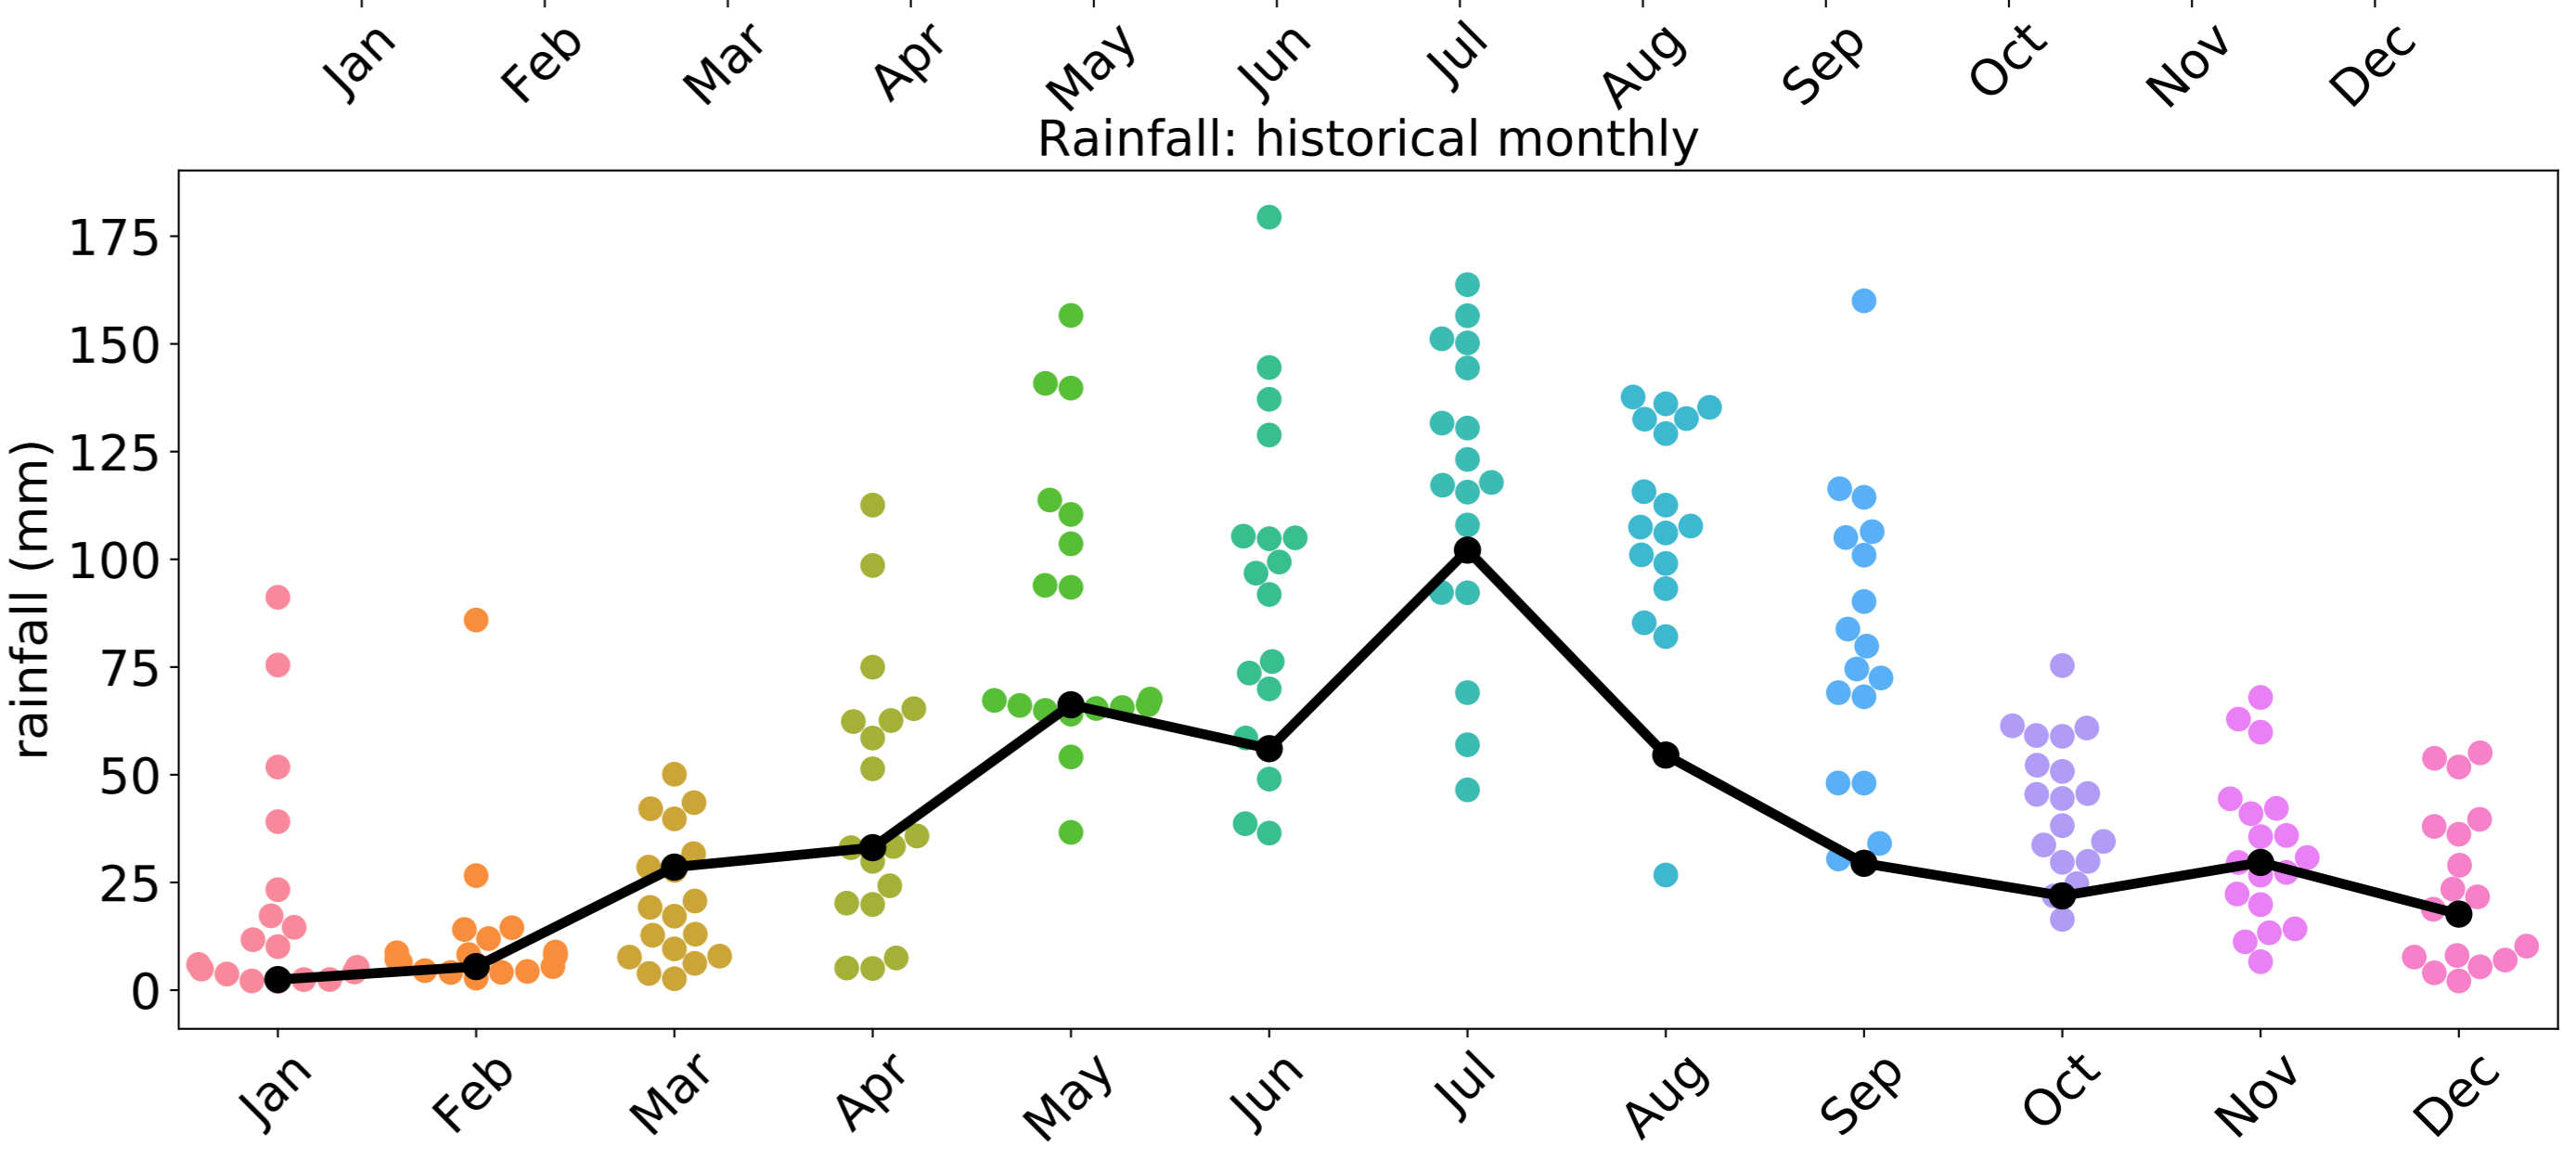 Jan Feb Mar Apr May Jun Jul Aug Sep Oct Nov Dec
Rainfall: historical monthly
rainfall (mm)
175
150
125
100
75
50
25
0
Jan Feb Mar Apr May Jun Jul Aug Sep Oct Nov Dec